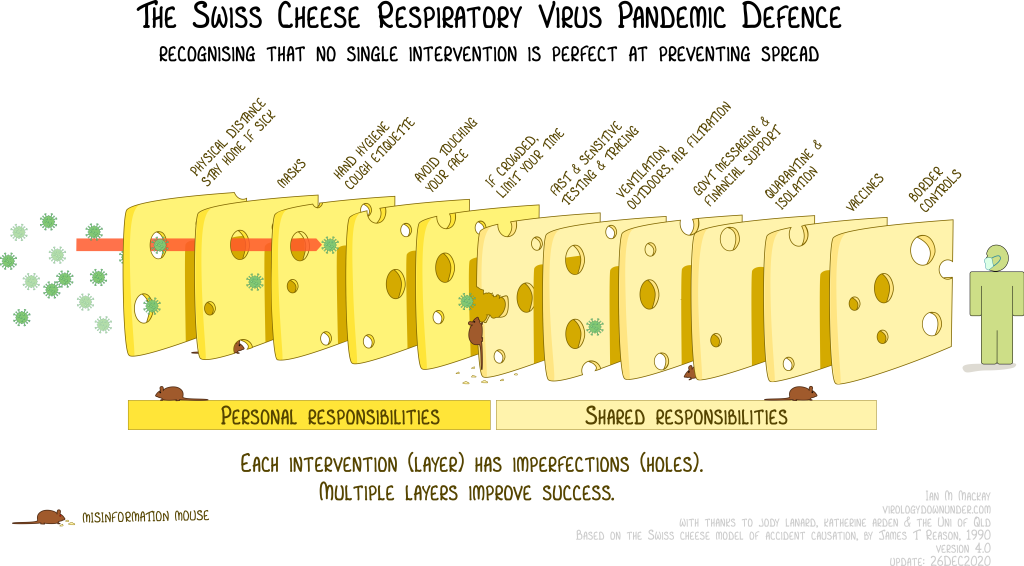 The Swiss Cheese Respiratory Virus Pandemic Defence
recognising that no single intervention is perfect at preventing spread
Physical distance
stay home if sick
Masks
Hand hygiene
cough etiquette
Avoid touching
your face
If crowded,
limit your time
Fast & sensitive
testing & tracing
Ventilation,
outdoors, air filtration
Govt messaging &
financial support
Quarantine &
isolation
Vaccines
Border
controls
Personal responsibilities
Shared responsibilities
Each intervention (layer) has imperfections (holes).
Multiple layers improve success.
misinformation mouse
Ian M Mackay
virologydownunder.com
with thanks to Jody Lanard, Katherine Arden & the Uni of Qld
Based on the Swiss cheese model of accident causation, by James T Reason, 1990
version 4.0
update: 26Dec2020